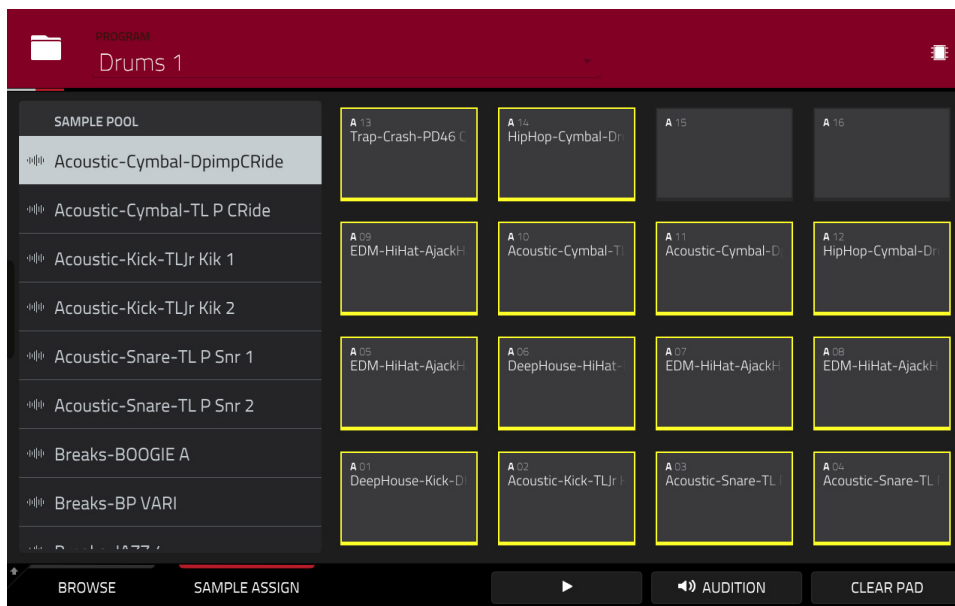 PROGRAM
Drums 1
SAMPLE POOL
Acoustic-Cymbal-DpimpCRide
Acoustic-Cymbal-TL P CRide
Acoustic-Kick-TLJr Kik 1
Acoustic-Kick-TLJr Kik 2
Acoustic-Snare-TL P Snr 1
Acoustic-Snare-TL P Snr 2
Breaks-BOOGIE A
Breaks-BP VARI
A 13
Trap-Crash-PD46 C
A 14
HipHop-Cymbal-Dr
A 15
A 16
A 09
EDM-HiHat-AjackH
A 10
Acoustic-Cymbal-T
A 11
Acoustic-Cymbal-D
A 12
HipHop-Cymbal-Dr
A 05
EDM-HiHat-AjackH
A 06
DeepHouse-HiHat-
A 07
EDM-HiHat-AjackH
A 08
EDM-HiHat-AjackH
A 01
DeepHouse-Kick-D
A 02
Acoustic-Kick-TLJr
A 03
Acoustic-Snare-TL
A 04
Acoustic-Snare-TL
BROWSE
SAMPLE ASSIGN
AUDITION
CLEAR PAD